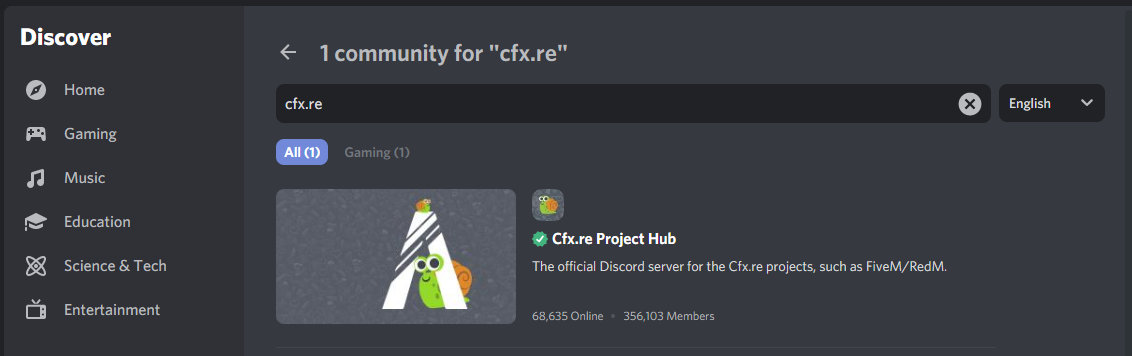 Discover
Home
Gaming
Music
Education
Science & Tech
Entertainment
1 community for "cfx.re"
cfx.re
English
All (1)
Gaming (1)
Cfx.re Project Hub
The official Discord server for the Cfx.re projects, such as FiveM/RedM.
68,635 Online • 356,103 Members